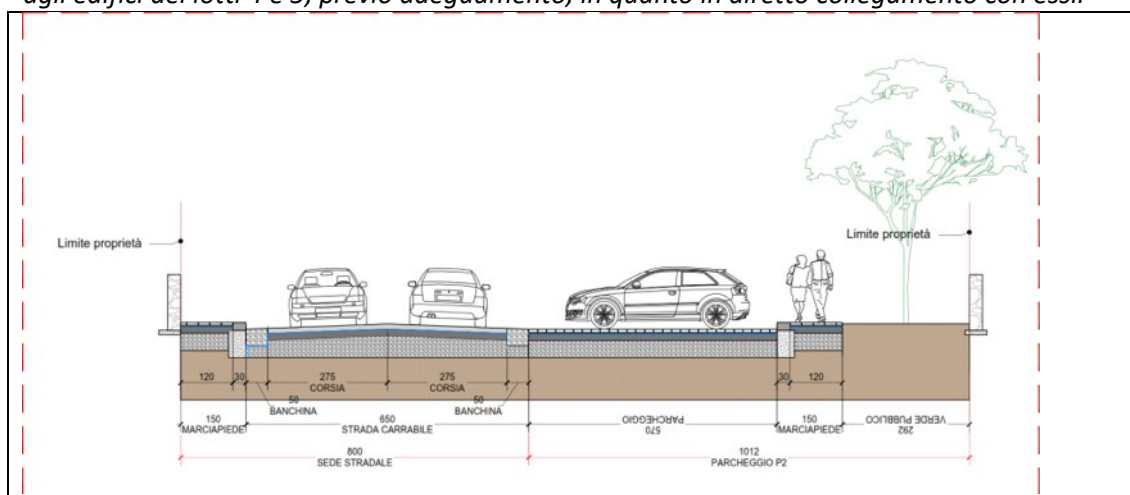 agli edifici dei lotti 4 e 5, previo adeguamento, in quanto in diretto collegamento con essi.
Limite proprietà
Limite proprietà
120 30 275 275 30 120
CORSIA CORSIA
50 50
BANCHINA BANCHINA
150 650 570 150 292
MARCIAPIEDE STRADA CARRABILE PARCHEGGIO MARCIAPIEDE VERDE PUBBLICO
800 1012
SEDE STRADALE PARCHEGGIO P2